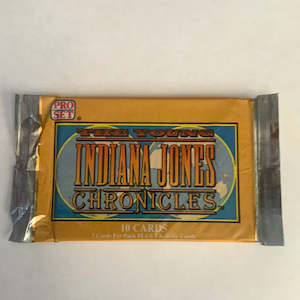 PRO
SET
THE YOUNG
INDIANA JONES
CHRONICLES
10 CARDS